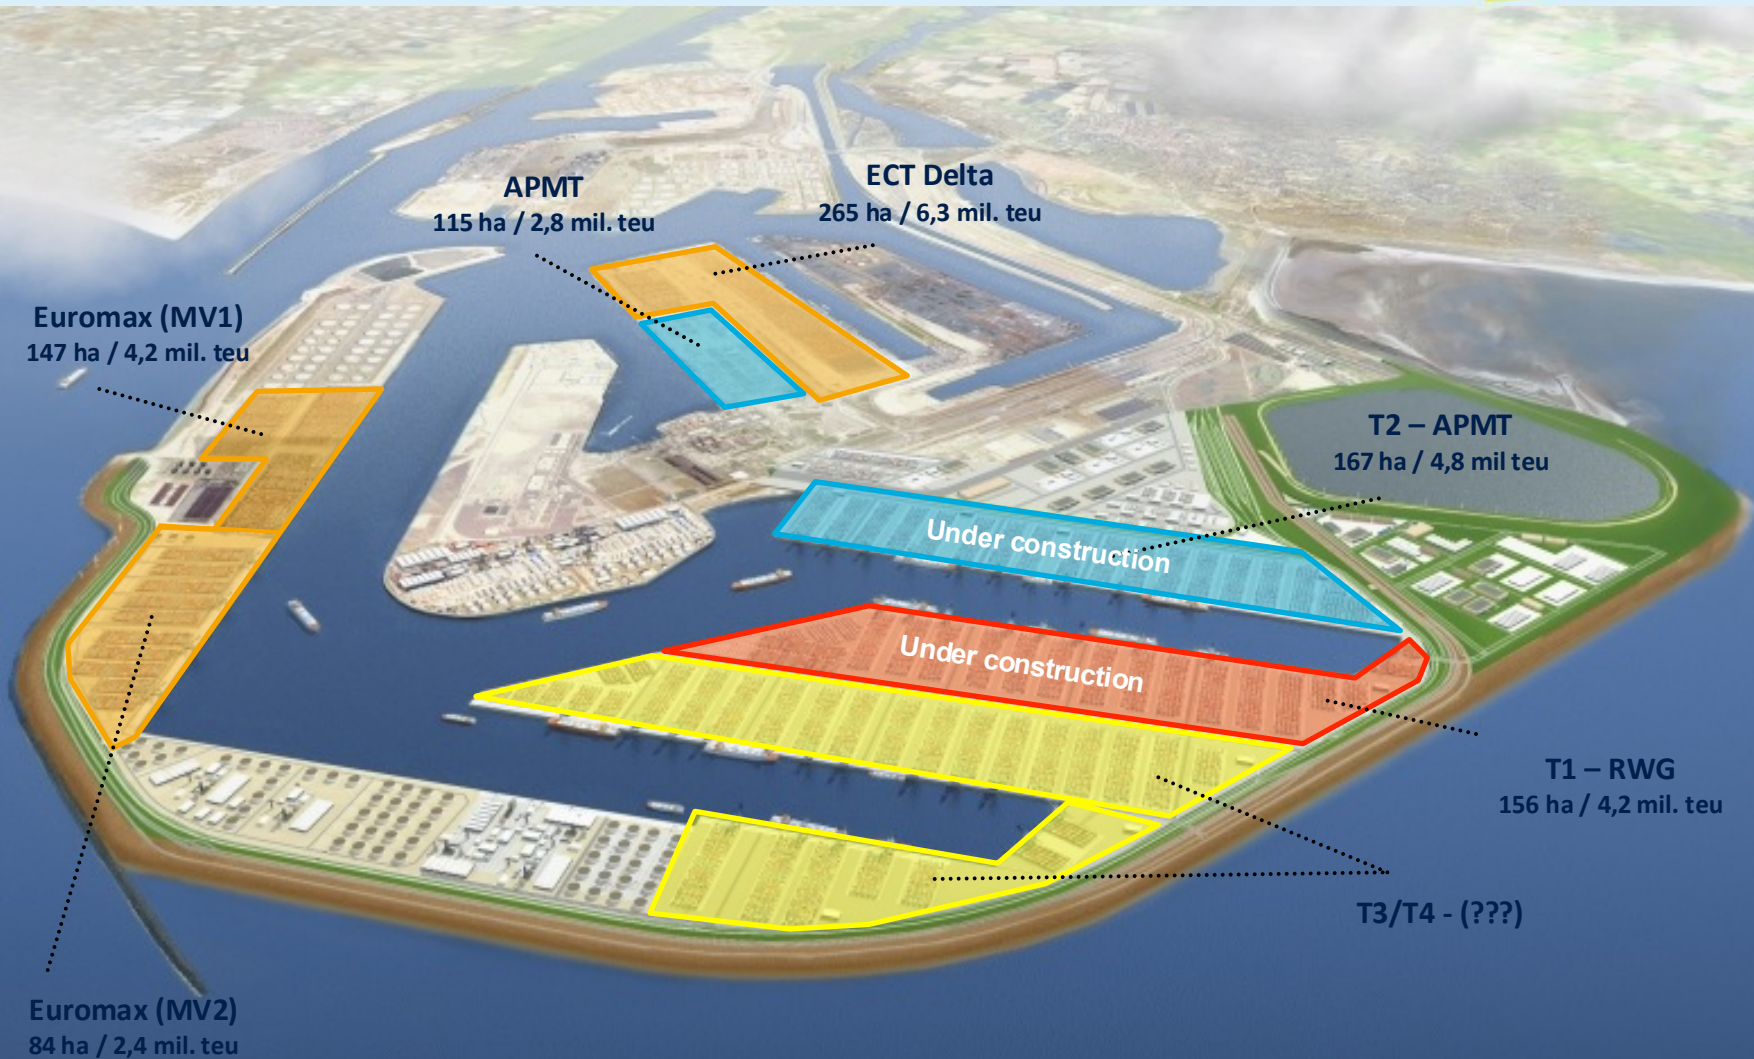 APMT
115 ha / 2,8 mil. teu
ECT Delta
265 ha / 6,3 mil. teu
Euromax (MV1)
147 ha / 4,2 mil. teu
T2 – APMT
167 ha / 4,8 mil teu
Under construction
Under construction
T1 – RWG
156 ha / 4,2 mil. teu
T3/T4 - (???)
Euromax (MV2)
84 ha / 2,4 mil. teu